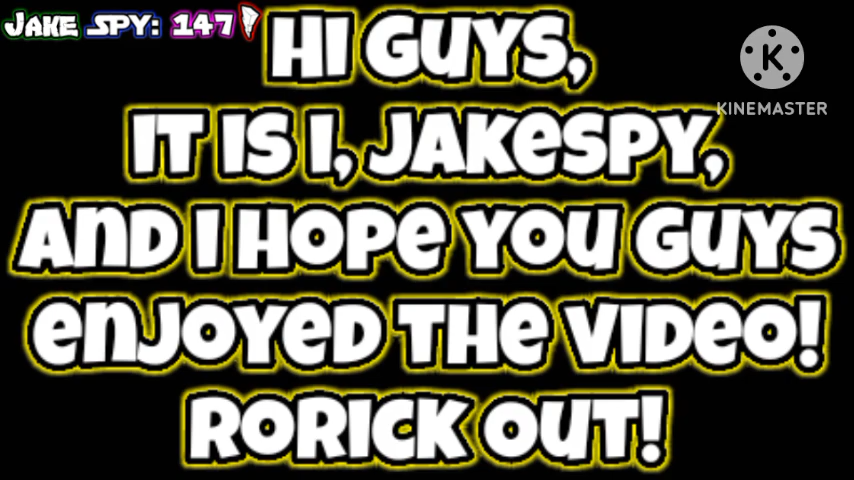 JAKE SPY: 147
HI GUYS,
IT IS I, JAKESPY,
AND I HOPE YOU GUYS
ENJOYED THE VIDEO!
RORICK OUT!
K
KINEMASTER